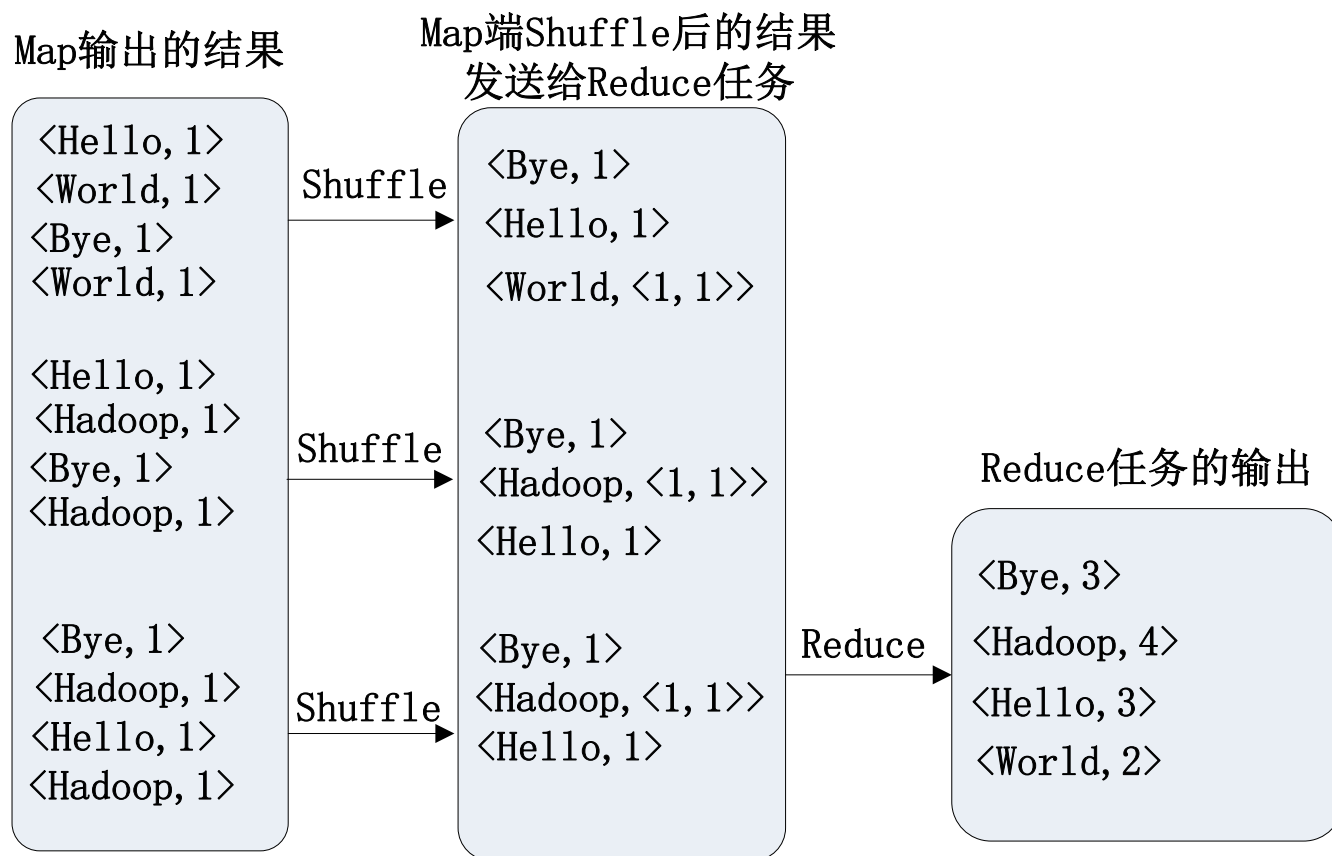 Map输出的结果
<Hello,1>
<World,1>
<Bye,1>
<World,1>
<Hello,1>
<Hadoop,1>
<Bye,1>
<Hadoop,1>
<Bye,1>
<Hadoop,1>
<Hello,1>
<Hadoop,1>
Shuffle
Shuffle
Shuffle
Map端Shuffle后的结果
发送给Reduce任务
<Bye,1>
<Hello,1>
<World,<1,1>>
<Bye,1>
<Hadoop,<1,1>>
<Hello,1>
<Bye,1>
<Hadoop,<1,1>>
<Hello,1>
Reduce
Reduce任务的输出
<Bye,3>
<Hadoop,4>
<Hello,3>
<World,2>